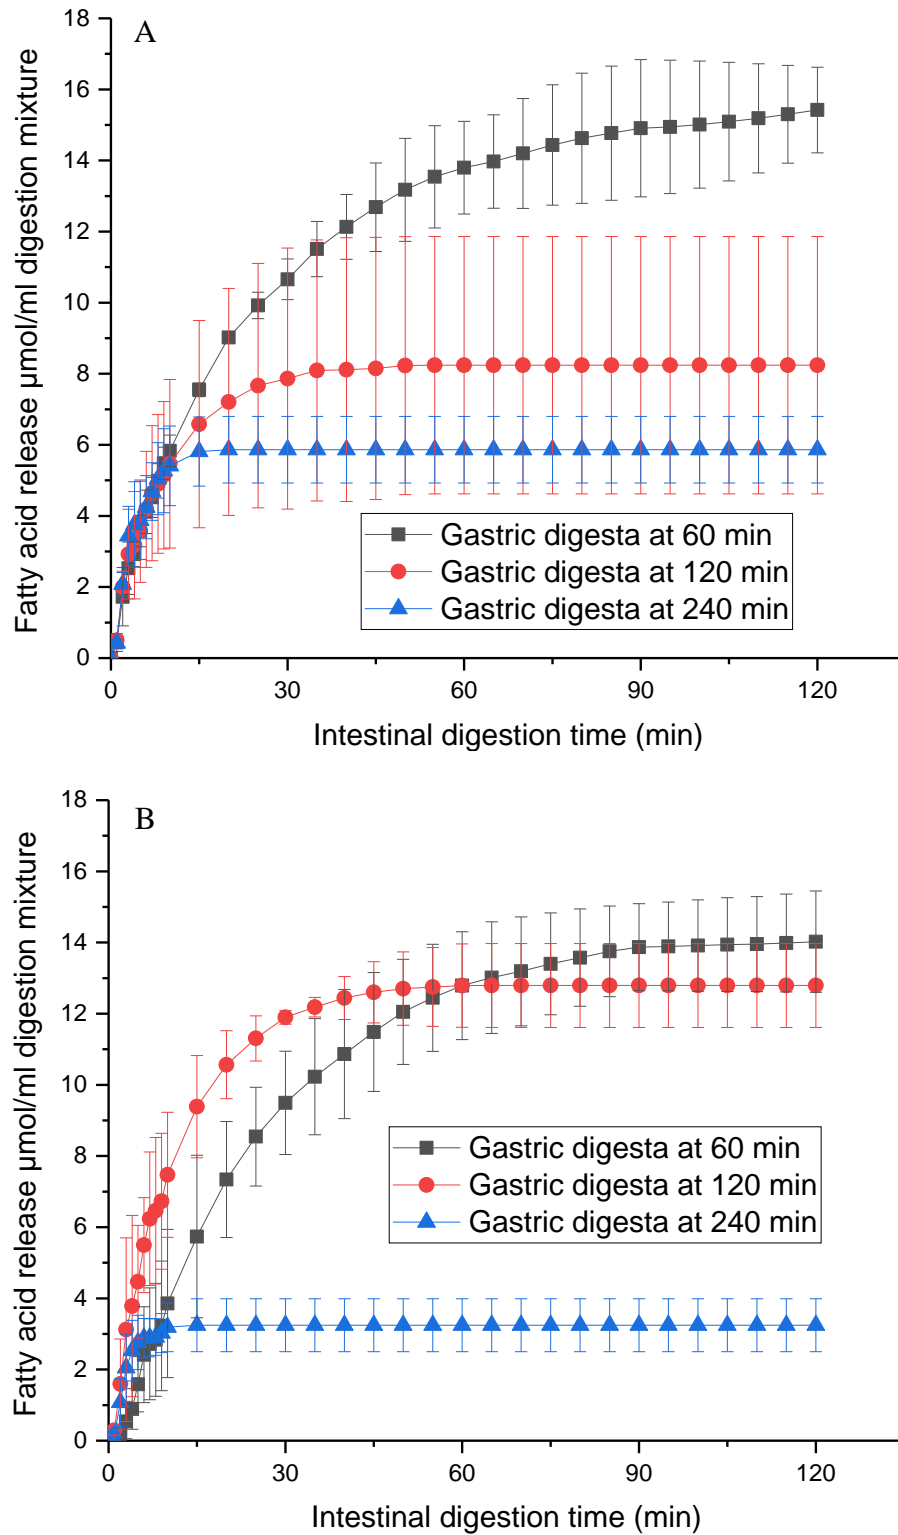 A
18
16
14
12
10
8
6
4
2
0
Fatty acid release µmol/ml digestion mixture
Gastric digesta at 60 min
Gastric digesta at 120 min
Gastric digesta at 240 min
0 30 60 90 120
Intestinal digestion time (min)
B
18
16
14
12
10
8
6
4
2
0
Fatty acid release µmol/ml digestion mixture
Gastric digesta at 60 min
Gastric digesta at 120 min
Gastric digesta at 240 min
0 30 60 90 120
Intestinal digestion time (min)